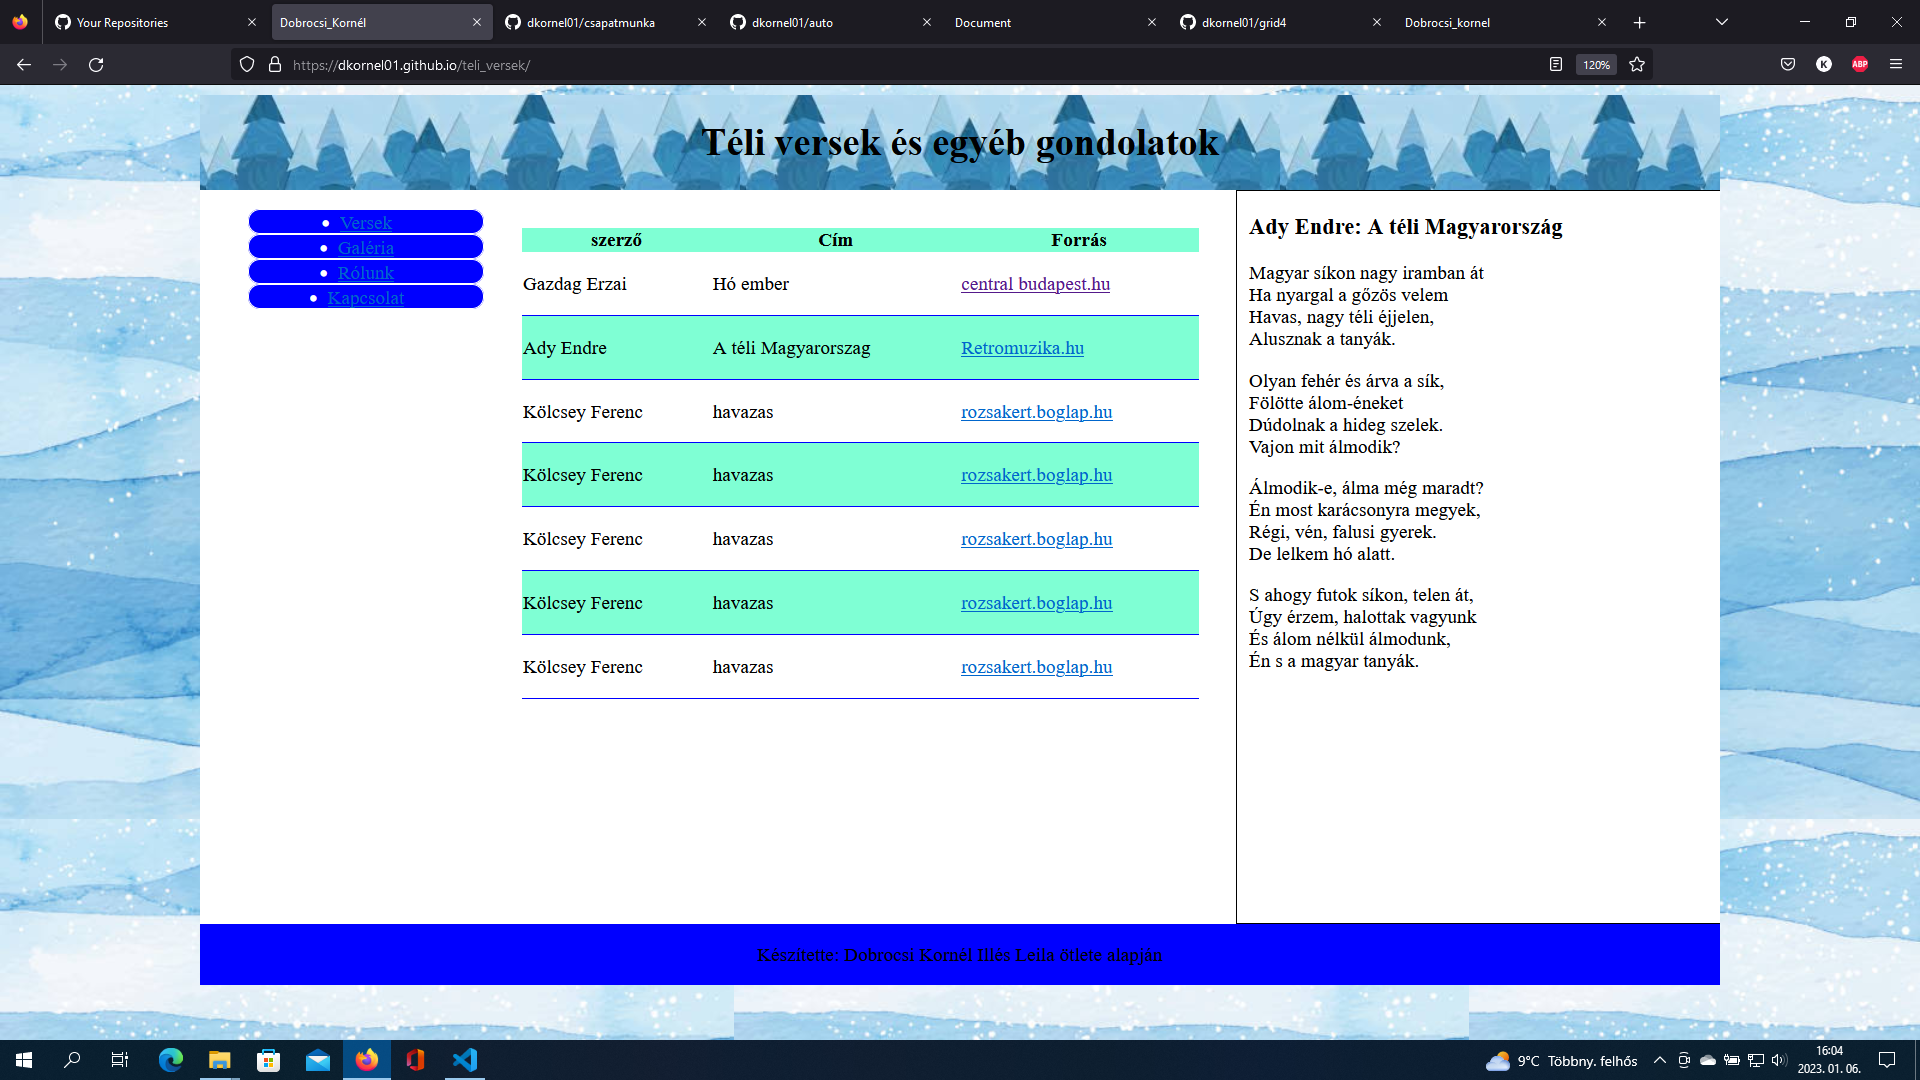 Your Repositories
Dobrocsi_Kornél
dkornel01/csapatmunka
dkornel01/auto
Document
dkornel01/grid4
Dobrocsi_kornel
https://dkornel01.github.io/teli_versek/
120%
K
ABP
Téli versek és egyéb gondolatok
Versek
Galéria
Rólunk
Kapcsolat
szerző Cím Forrás
Gazdag Erzai Hó ember central budapest.hu
Ady Endre A téli Magyarorszag Retromuzika.hu
Kölcsey Ferenc havazas rozsakert.boglap.hu
Kölcsey Ferenc havazas rozsakert.boglap.hu
Kölcsey Ferenc havazas rozsakert.boglap.hu
Kölcsey Ferenc havazas rozsakert.boglap.hu
Kölcsey Ferenc havazas rozsakert.boglap.hu
Ady Endre: A téli Magyarország
Magyar síkon nagy iramban át
Ha nyargal a gőzös velem
Havas, nagy téli éjjelen,
Alusznak a tanyák.
Olyan fehér és árva a sík,
Fölötte álom-éneket
Dúdolnak a hideg szelek.
Vajon mit álmodik?
Álmodik-e, álma még maradt?
Én most karácsonyra megyek,
Régi, vén, falusi gyerek.
De lelkem hó alatt.
S ahogy futok síkon, telen át,
Úgy érzem, halottak vagyunk
És álom nélkül álmodunk,
Én s a magyar tanyák.
Készítette: Dobrocsi Kornél Illés Leila ötlete alapján
9°C Többny. felhős
16:04
2023. 01. 06.